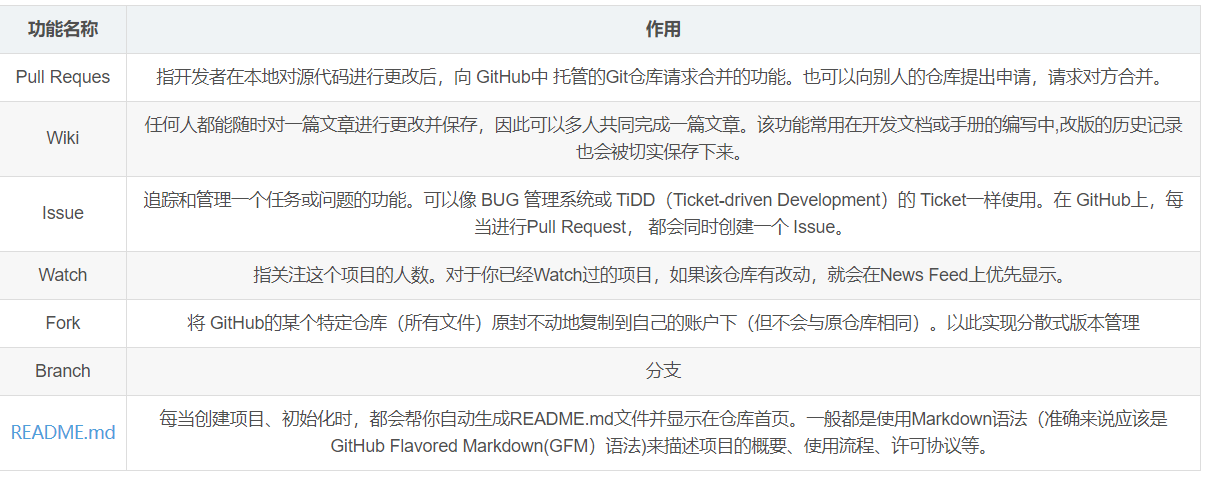 功能名称 作用
Pull Reques 指开发者在本地对源代码进行更改后，向 GitHub中 托管的Git仓库请求合并的功能。也可以向别人的仓库提出申请，请求对方合并。
Wiki 任何人都能随时对一篇文章进行更改并保存，因此可以多人共同完成一篇文章。该功能常用在开发文档或手册的编写中,改版的历史记录
也会被切实保存下来。
Issue 追踪和管理一个任务或问题的功能。可以像 BUG 管理系统或 TiDD（Ticket-driven Development）的 Ticket一样使用。在 GitHub上，每
当进行Pull Request， 都会同时创建一个 Issue。
Watch 指关注这个项目的人数。对于你已经Watch过的项目，如果该仓库有改动，就会在News Feed上优先显示。
Fork 将 GitHub的某个特定仓库（所有文件）原封不动地复制到自己的账户下（但不会与原仓库相同）。以此实现分散式版本管理
Branch 分支
README.md 每当创建项目、初始化时，都会帮你自动生成README.md文件并显示在仓库首页。一般都是使用Markdown语法（准确来说应该是
GitHub Flavored Markdown(GFM）语法)来描述项目的概要、使用流程、许可协议等。